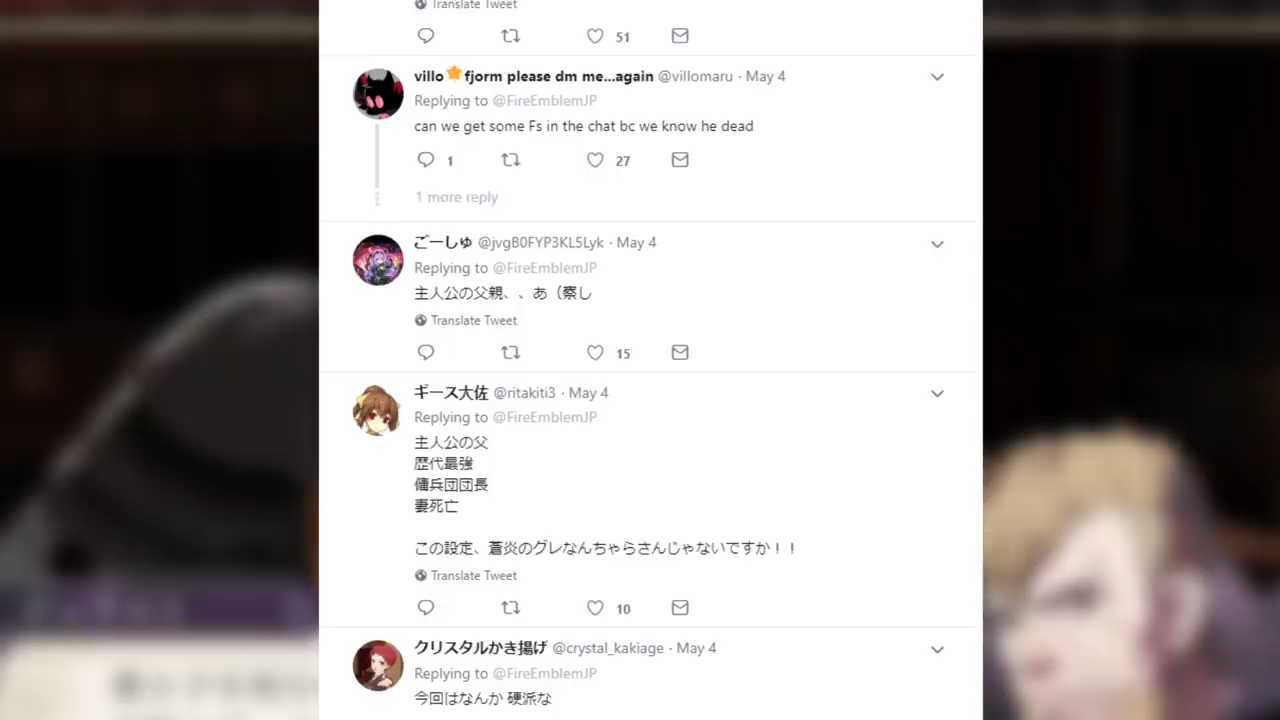 Translate Tweet
51
villo⭐fjorm please dm me...again @villomaru · May 4
Replying to @FireEmblemJP
can we get some Fs in the chat bc we know he dead
1 27
1 more reply
ごーしゅ @jvgB0FYP3KL5Lyk · May 4
Replying to @FireEmblemJP
主人公の父親、、あ（察し
Translate Tweet
15
ギース大佐 @ritakiti3 · May 4
Replying to @FireEmblemJP
主人公の父
歴代最強
傭兵団団長
妻死亡
この設定、蒼炎のグレなんちゃらさんじゃないですか！！
Translate Tweet
10
クリスタルかき揚げ @crystal_kakiage · May 4
Replying to @FireEmblemJP
今回はなんか 硬派な